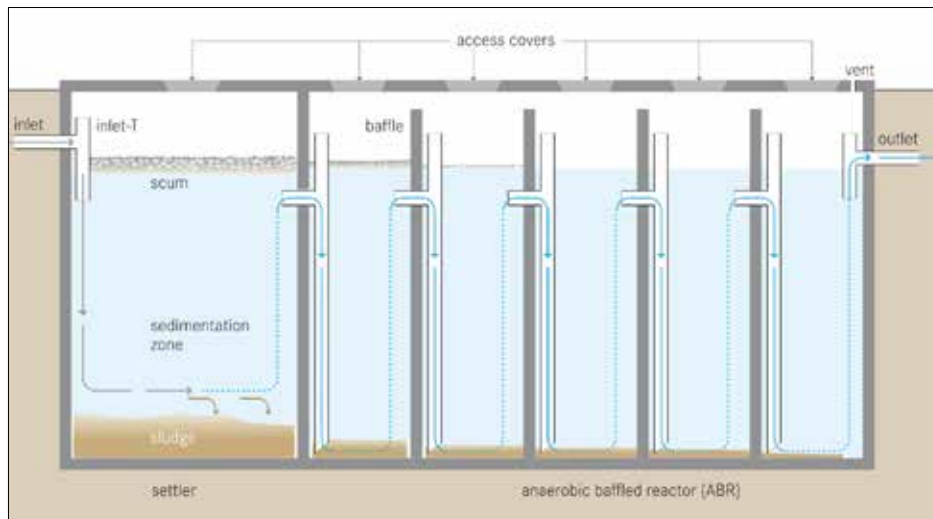 access covers
vent
inlet
inlet-T
baffle
outlet
scum
sedimentation
zone
sludge
settler
anaerobic baffled reactor (ABR)